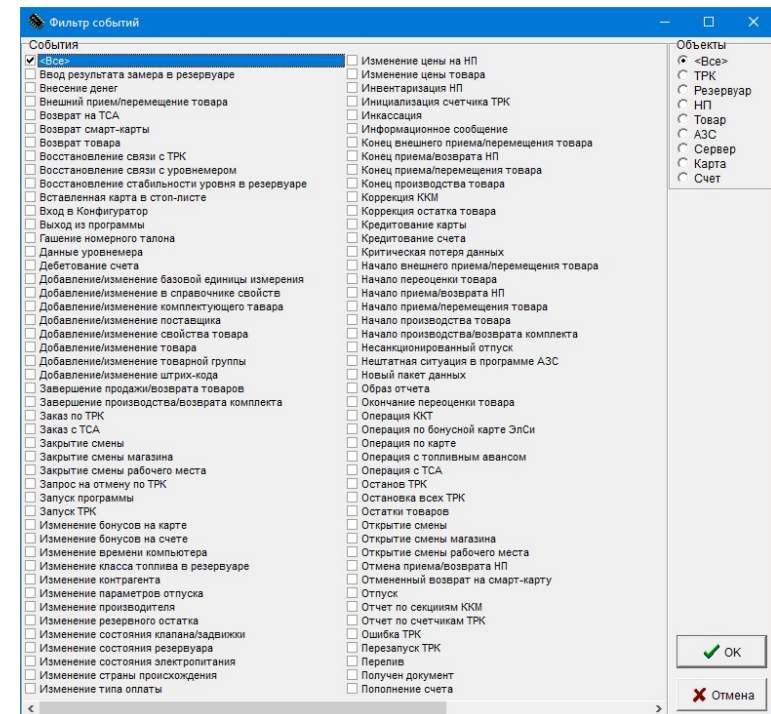 Фильтр событий
События
<Все>
Ввод результата замера в резервуаре
Внесение денег
Внешний прием/перемещение товара
Возврат на ТСА
Возврат смарт-карты
Возврат товара
Восстановление связи с ТРК
Восстановление связи с уровнемером
Восстановление стабильности уровня в резервуаре
Вставленная карта в стоп-листе
Вход в Конфигуратор
Выход из программы
Гашение номерного талона
Данные уровнемера
Дебетование счета
Добавление/изменение базовой единицы измерения
Добавление/изменение в справочнике свойств
Добавление/изменение комплектующего тавара
Добавление/изменение поставщика
Добавление/изменение свойства товара
Добавление/изменение товара
Добавление/изменение товарной группы
Добавление/изменение штрих-кода
Завершение продажи/возврата товаров
Завершение производства/возврата комплекта
Заказ по ТРК
Заказ с ТСА
Закрытие смены
Закрытие смены магазина
Закрытие смены рабочего места
Запрос на отмену по ТРК
Запуск программы
Запуск ТРК
Изменение бонусов на карте
Изменение бонусов на счете
Изменение времени компьютера
Изменение класса топлива в резервуаре
Изменение контрагента
Изменение параметров отпуска
Изменение производителя
Изменение резервного остатка
Изменение состояния клапана/задвижки
Изменение состояния резервуара
Изменение состояния электропитания
Изменение страны происхождения
Изменение типа оплаты
Изменение цены на НП
Изменение цены товара
Инвентаризация НП
Инициализация счетчика ТРК
Инкассация
Информационное сообщение
Конец внешнего приема/перемещения товара
Конец приема/возврата НП
Конец приема/перемещения товара
Конец производства товара
Коррекция ККМ
Коррекция остатка товара
Кредитование карты
Кредитование счета
Критическая потеря данных
Начало внешнего приема/перемещения товара
Начало переоценки товара
Начало приема/возврата НП
Начало приема/перемещения товара
Начало производства товара
Начало производства/возврата комплекта
Несанкционированный отпуск
Нештатная ситуация в программе АЗС
Новый пакет данных
Образ отчета
Окончание переоценки товара
Операция ККТ
Операция по бонусной карте ЭлСи
Операция по карте
Операция с топливным авансом
Операция с ТСА
Останов ТРК
Остановка всех ТРК
Остатки товаров
Открытие смены
Открытие смены магазина
Открытие смены рабочего места
Отмена приема/возврата НП
Отмененный возврат на смарт-карту
Отпуск
Отчет по секциям ККМ
Отчет по счетчикам ТРК
Ошибка ТРК
Перезапуск ТРК
Перелив
Получен документ
Пополнение счета
Объекты
<Все>
ТРК
Резервуар
НП
Товар
АЗС
Сервер
Карта
Счет
ОК
Отмена